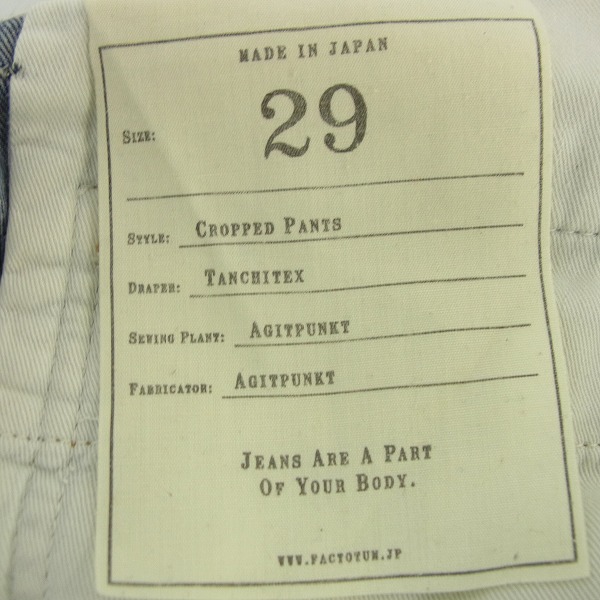 MADE IN JAPAN
SIZE: 29
STYLE: CROPPED PANTS
DRAPER: TANCHITEX
SEWING PLANT: AGITPUNKT
FABRICATOR: AGITPUNKT
JEANS ARE A PART
OF YOUR BODY.
WWW.FACTOTUM.JP